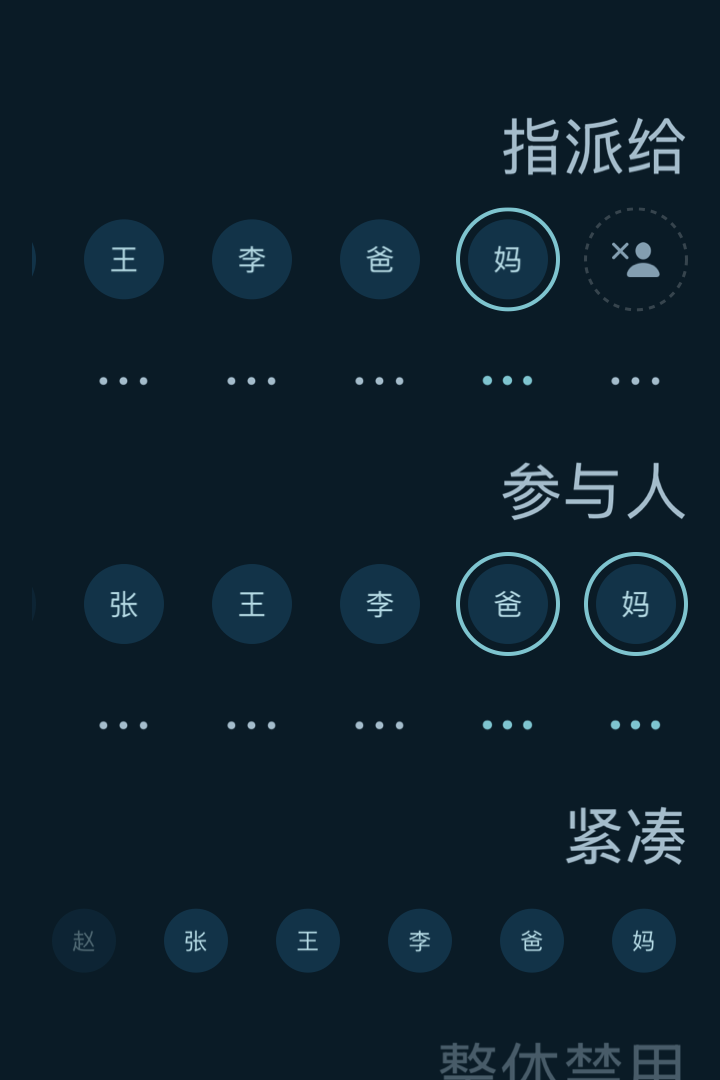 指派给
王 李 爸 妈
… … … … …
参与人
张 王 李 爸 妈
… … … … …
紧凑
赵 张 王 李 爸 妈
整体禁用